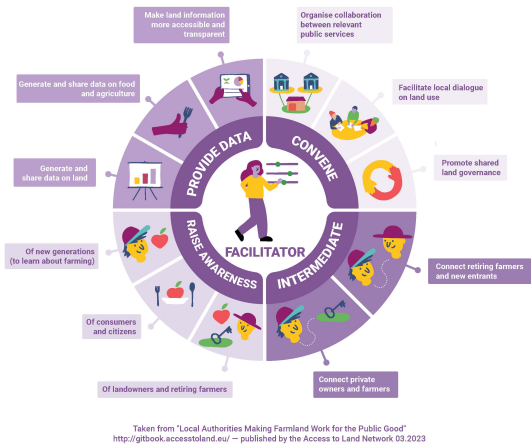 Make land information
more accessible and
transparent
Organise collaboration
between relevant
public services
Generate and share data on food
and agriculture
Facilitate local dialogue
on land use
Generate and
share data on land
Promote shared
land governance
PROVIDE DATA
CONVENE
FACILITATOR
RAISE AWARENESS
INTERMEDIATE
Of new generations
(to learn about farming)
Connect retiring farmers
and new entrants
Of consumers
and citizens
Of landowners and retiring farmers
Connect private
owners and farmers
Taken from "Local Authorities Making Farmland Work for the Public Good"
http://gitbook.accesstoland.eu/ — published by the Access to Land Network 03.2023